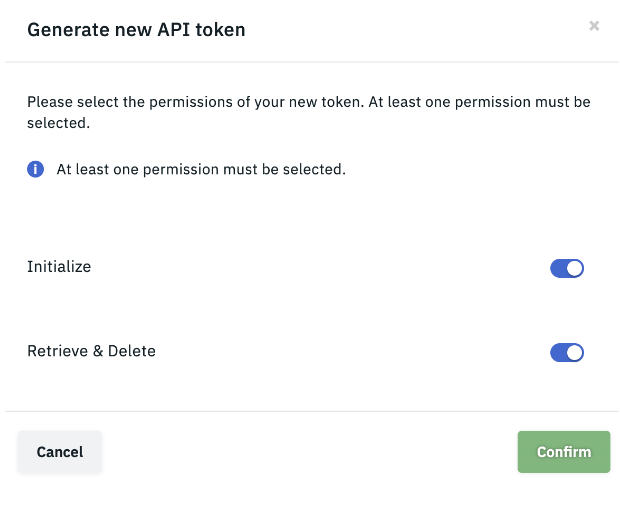 Generate new API token
Please select the permissions of your new token. At least one permission must be
selected.
At least one permission must be selected.
Initialize
Retrieve & Delete
Cancel
Confirm